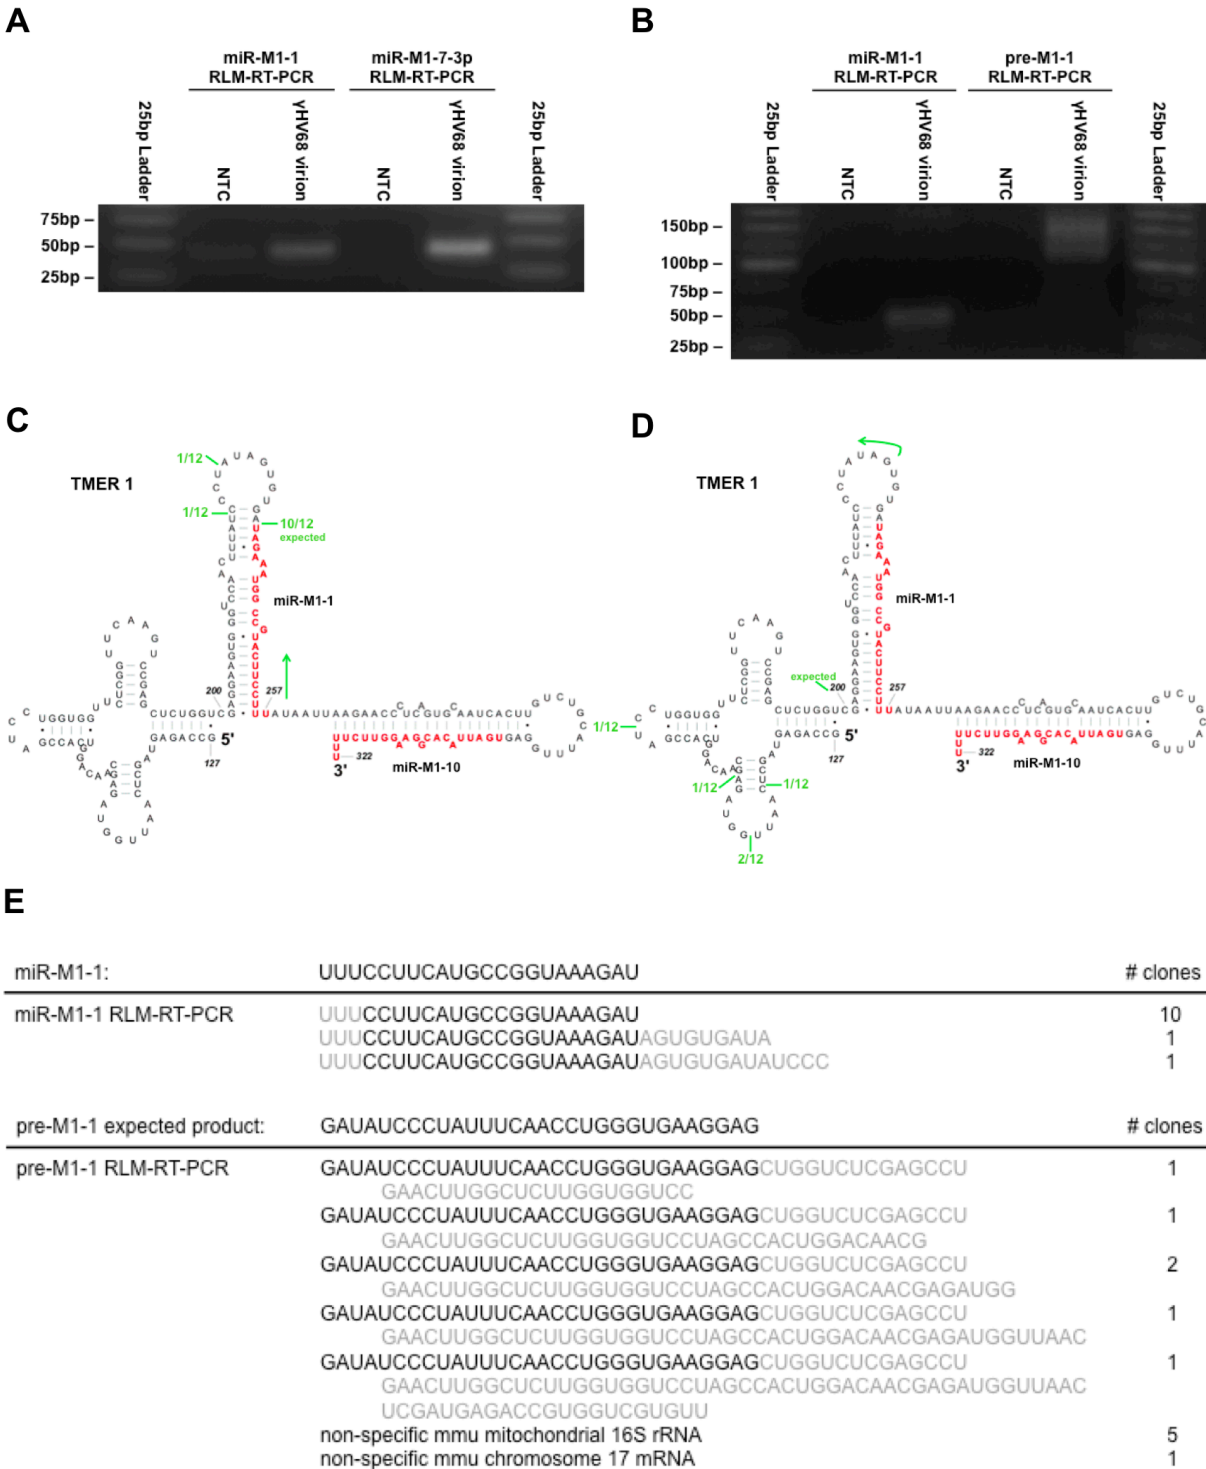 A
miR-M1-1
RLM-RT-PCR
miR-M1-7-3p
RLM-RT-PCR
25bp Ladder
NTC
γHV68 virion
NTC
γHV68 virion
25bp Ladder
75bp –
50bp –
25bp –
B
miR-M1-1
RLM-RT-PCR
pre-M1-1
RLM-RT-PCR
25bp Ladder
NTC
γHV68 virion
NTC
γHV68 virion
25bp Ladder
150bp –
100bp –
75bp –
50bp –
25bp –
C
TMER 1
1/12
1/12
10/12
expected
miR-M1-1
200
257
5'
127
322
3'
miR-M1-10
D
TMER 1
miR-M1-1
expected
200
257
1/12
5'
127
1/12
1/12
2/12
322
3'
miR-M1-10
E
miR-M1-1: UUUCCUUCAUGCCGGUAAAGAU # clones
miR-M1-1 RLM-RT-PCR UUUCCUUCAUGCCGGUAAAGAU 10
UUUCCUUCAUGCCGGUAAAGAUAGUGUGAUA 1
UUUCCUUCAUGCCGGUAAAGAUAGUGUGAUAUCCC 1
pre-M1-1 expected product: GAUAUCCCUAUUUCAACCUGGGUGAAGGAG # clones
pre-M1-1 RLM-RT-PCR GAUAUCCCUAUUUCAACCUGGGUGAAGGAGCUGGUCUCGAGCCU 1
GAACUUGGCUCUUGGUGGUCC
GAUAUCCCUAUUUCAACCUGGGUGAAGGAGCUGGUCUCGAGCCU 1
GAACUUGGCUCUUGGUGGUCCUAGCCACUGGACAACG
GAUAUCCCUAUUUCAACCUGGGUGAAGGAGCUGGUCUCGAGCCU 2
GAACUUGGCUCUUGGUGGUCCUAGCCACUGGACAACGAGAUGG
GAUAUCCCUAUUUCAACCUGGGUGAAGGAGCUGGUCUCGAGCCU 1
GAACUUGGCUCUUGGUGGUCCUAGCCACUGGACAACGAGAUGGUUAAC
GAUAUCCCUAUUUCAACCUGGGUGAAGGAGCUGGUCUCGAGCCU 1
GAACUUGGCUCUUGGUGGUCCUAGCCACUGGACAACGAGAUGGUUAAC
UCGAUGAGACCGUGGUCGUGUU
non-specific mmu mitochondrial 16S rRNA 5
non-specific mmu chromosome 17 mRNA 1